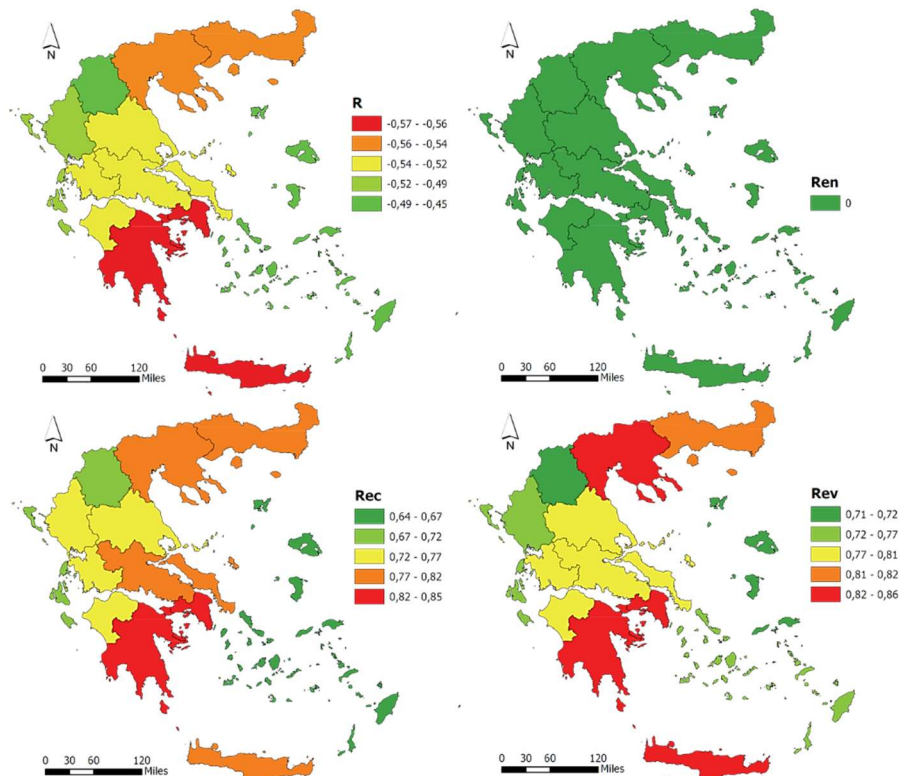 N
R
-0,57 - -0,56
-0,56 - -0,54
-0,54 - -0,52
-0,52 - -0,49
-0,49 - -0,45
0 30 60 120
Miles
N
Ren
0
0 30 60 120
Miles
N
Rec
0,64 - 0,67
0,67 - 0,72
0,72 - 0,77
0,77 - 0,82
0,82 - 0,85
0 30 60 120
Miles
N
Rev
0,71 - 0,72
0,72 - 0,77
0,77 - 0,81
0,81 - 0,82
0,82 - 0,86
0 30 60 120
Miles